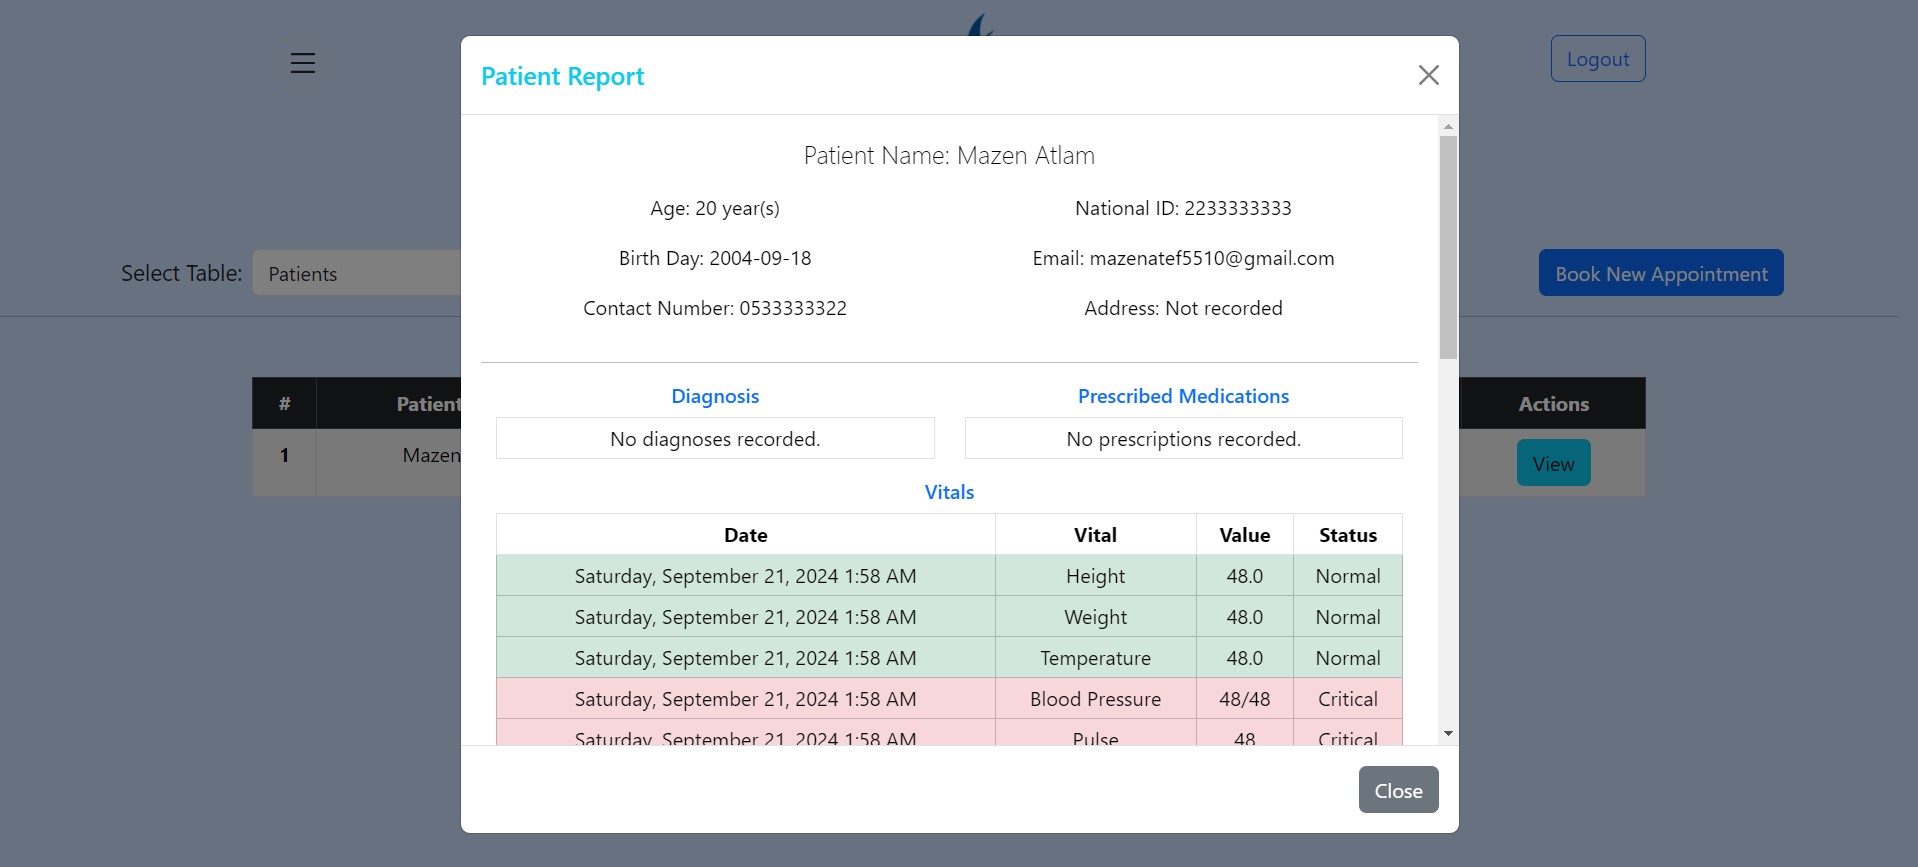 Logout
Patient Report
Patient Name: Mazen Atlam
Age: 20 year(s) National ID: 2233333333
Birth Day: 2004-09-18 Email: mazenatef5510@gmail.com
Contact Number: 0533333322 Address: Not recorded
Select Table: Patients
Book New Appointment
# Patient Actions
1 Mazen View
Diagnosis Prescribed Medications
No diagnoses recorded. No prescriptions recorded.
Vitals
Date Vital Value Status
Saturday, September 21, 2024 1:58 AM Height 48.0 Normal
Saturday, September 21, 2024 1:58 AM Weight 48.0 Normal
Saturday, September 21, 2024 1:58 AM Temperature 48.0 Normal
Saturday, September 21, 2024 1:58 AM Blood Pressure 48/48 Critical
Saturday, September 21, 2024 1:58 AM Pulse 48 Critical
Close